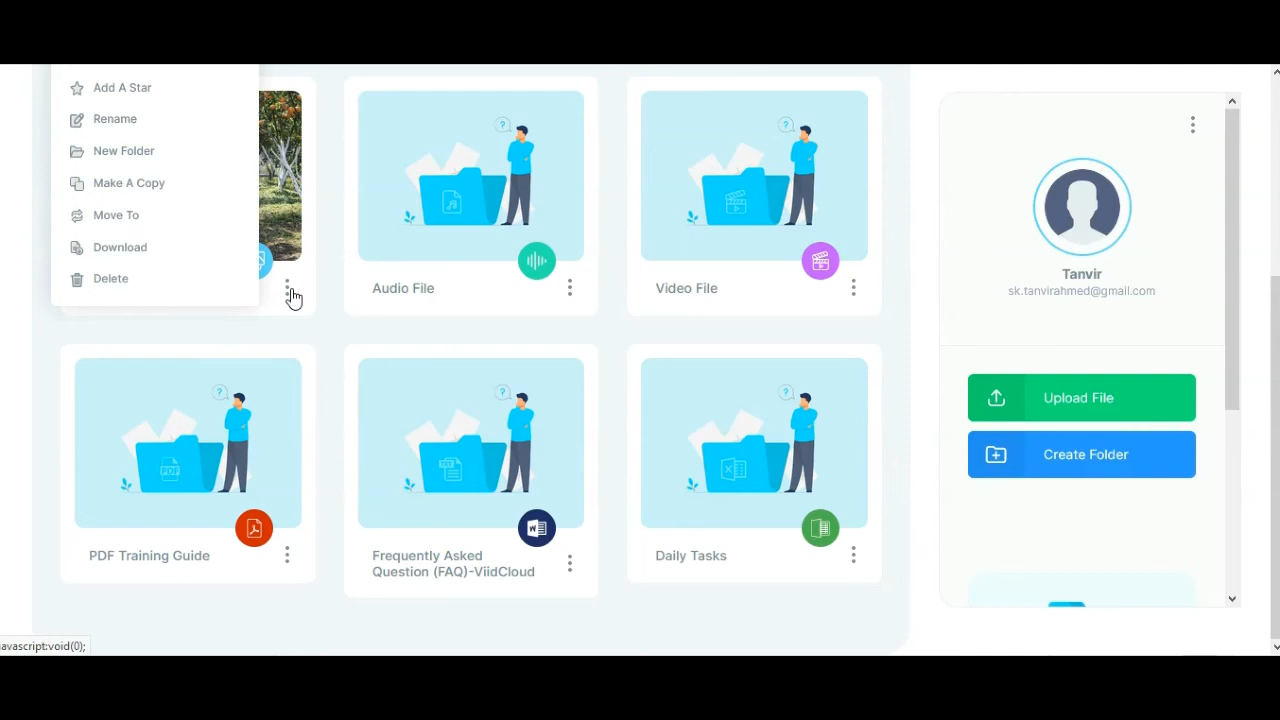 Add A Star
Rename
New Folder
Make A Copy
Move To
Download
Delete
Audio File
Video File
PDF Training Guide
Frequently Asked
Question (FAQ)-ViidCloud
Daily Tasks
Tanvir
sk.tanvirahmed@gmail.com
Upload File
Create Folder
avascript:void(0);